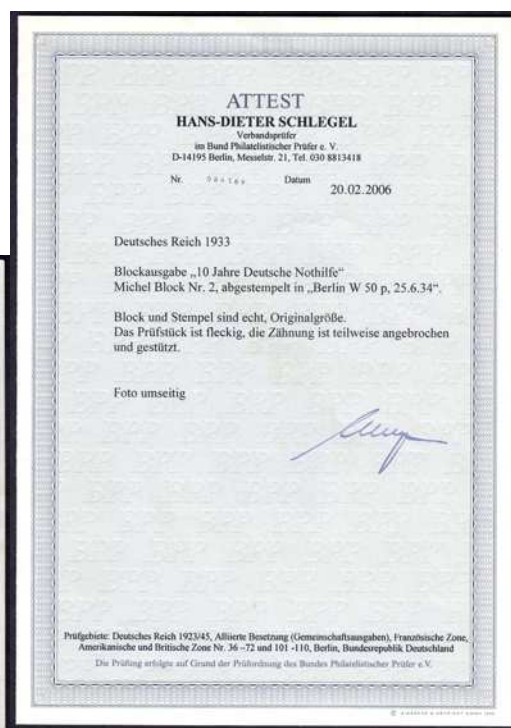 ATTEST
HANS-DIETER SCHLEGEL
Verbandsprüfer
im Bund Philatelistischer Prüfer e. V.
D-14195 Berlin, Messelstr. 21, Tel. 030 8813418
Nr. Datum
20.02.2006
Deutsches Reich 1933
Blockausgabe „10 Jahre Deutsche Nothilfe“
Michel Block Nr. 2, abgestempelt in „Berlin W 50 p, 25.6.34“.
Block und Stempel sind echt, Originalgröße.
Das Prüfstück ist fleckig, die Zähnung ist teilweise angebrochen
und gestützt.
Foto umseitig
Prüfgebiete: Deutsches Reich 1923/45, Alliierte Besetzung (Gemeinschaftsausgaben), Französische Zone,
Amerikanische und Britische Zone Nr. 36 –72 und 101 -110, Berlin, Bundesrepublik Deutschland
Die Prüfung erfolgte auf Grund der Prüfordnung des Bundes Philatelistischer Prüfer e.V.